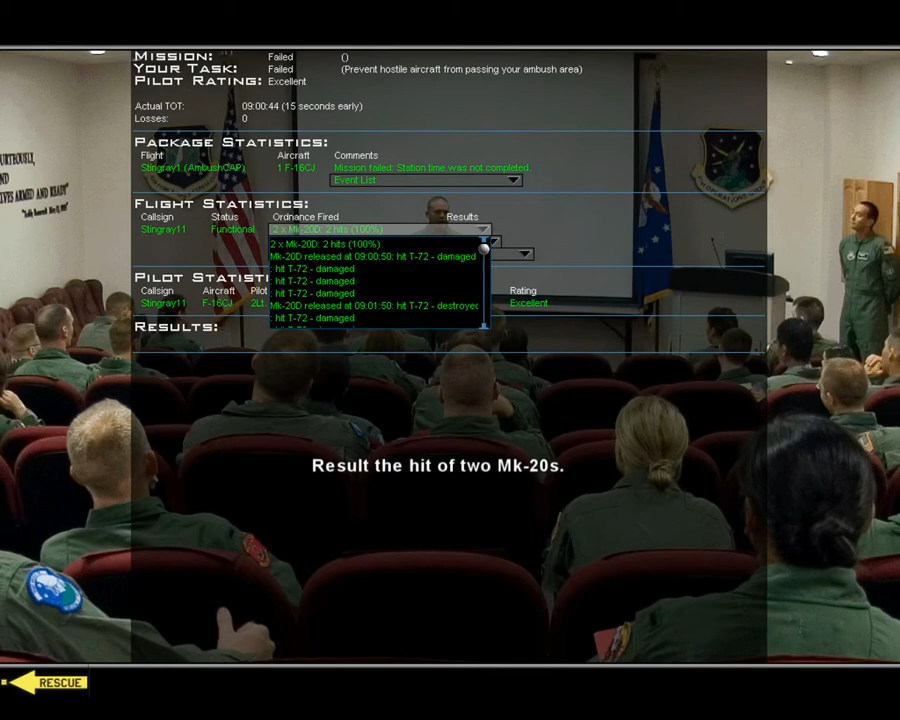 MISSION: Failed ()
YOUR TASK: Failed (Prevent hostile aircraft from passing your ambush area)
PILOT RATING: Excellent
Actual TOT: 09:00:44 (15 seconds early)
Losses: 0
PACKAGE STATISTICS:
Flight Aircraft Comments
Stingray1 (AmbushCAP) 1 F-16CJ Mission failed: Station time was not completed.
Event List
FLIGHT STATISTICS:
Callsign Status Ordnance Fired Results
Stingray11 Functional 2 x Mk-20D: 2 hits (100%)
2 x Mk-20D: 2 hits (100%)
Mk-20D released at 09:00:50: hit T-72 - damaged
: hit T-72 - damaged
: hit T-72 - damaged
: hit T-72 - damaged
Mk-20D released at 09:01:50: hit T-72 - destroyed
: hit T-72 - damaged
PILOT STATISTI
Callsign Aircraft Pilot Rating
Stingray11 F-16CJ 2Lt. Excellent
RESULTS:
Result the hit of two Mk-20s.
RESCUE